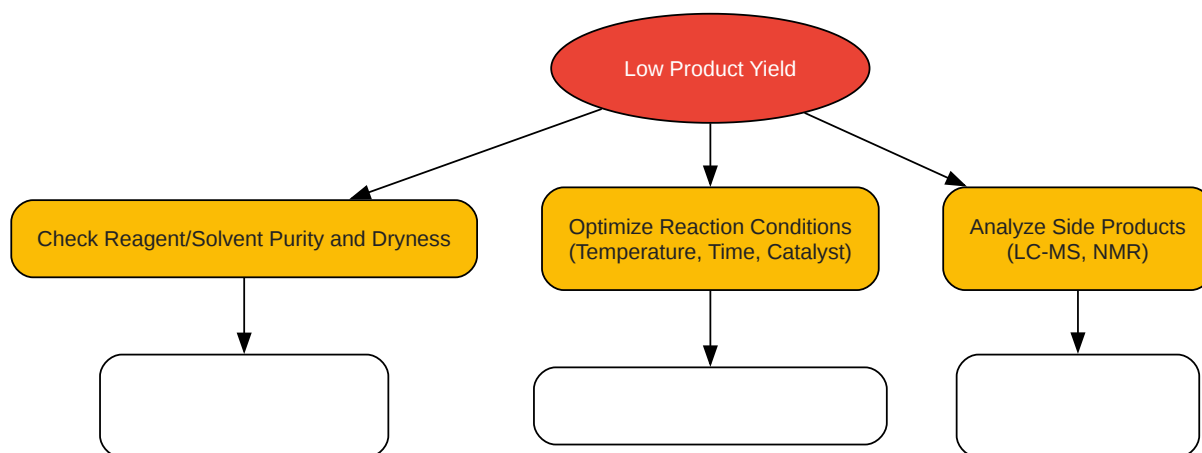 Low Product Yield
Check Reagent/Solvent Purity and Dryness
Optimize Reaction Conditions
(Temperature, Time, Catalyst)
Analyze Side Products
(LC-MS, NMR)